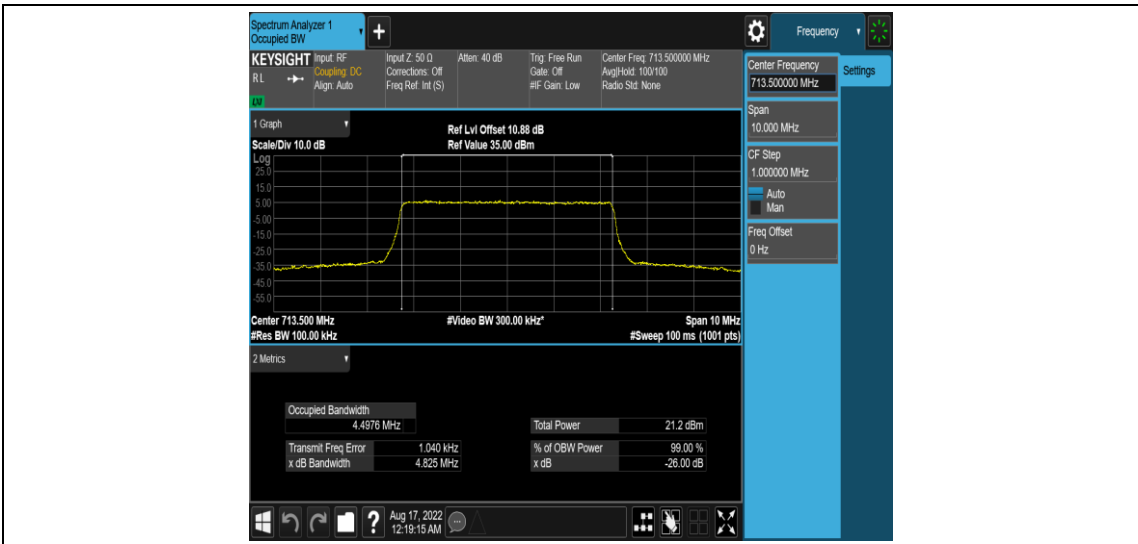 Spectrum Analyzer 1
Occupied BW
+
Frequency
KEYSIGHT
RL
LXI
Input: RF
Coupling: DC
Align: Auto
Input Z: 50 Ω
Corrections: Off
Freq Ref: Int (S)
Atten: 40 dB
Trig: Free Run
Gate: Off
#IF Gain: Low
Center Freq: 713.500000 MHz
Avg|Hold: 100/100
Radio Std: None
Center Frequency
713.500000 MHz
Settings
Span
10.000 MHz
CF Step
1.000000 MHz
Auto
Man
Freq Offset
0 Hz
1 Graph
Scale/Div 10.0 dB
Ref Lvl Offset 10.88 dB
Ref Value 35.00 dBm
Log
25.0
15.0
5.00
-5.00
-15.0
-25.0
-35.0
-45.0
-55.0
Center 713.500 MHz
#Video BW 300.00 kHz*
Span 10 MHz
#Res BW 100.00 kHz
#Sweep 100 ms (1001 pts)
2 Metrics
Occupied Bandwidth
4.4976 MHz
Total Power 21.2 dBm
Transmit Freq Error 1.040 kHz
% of OBW Power 99.00 %
x dB Bandwidth 4.825 MHz
x dB -26.00 dB
?
Aug 17, 2022
12:19:15 AM